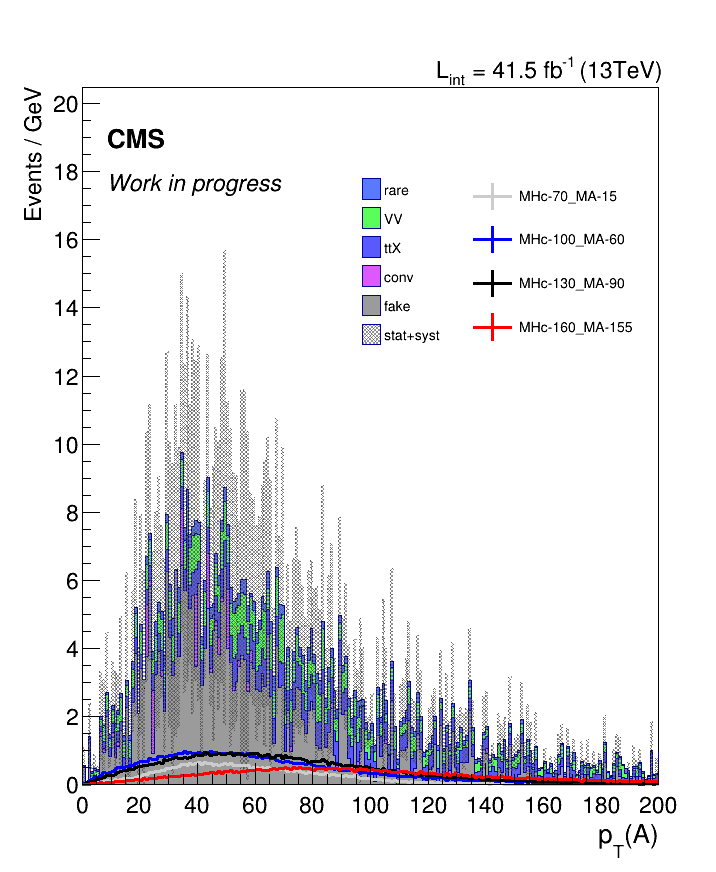 L_int = 41.5 fb^-1 (13TeV)
Events / GeV
CMS
Work in progress
rare
VV
ttX
conv
fake
stat+syst
MHc-70_MA-15
MHc-100_MA-60
MHc-130_MA-90
MHc-160_MA-155
20
18
16
14
12
10
8
6
4
2
0
0 20 40 60 80 100 120 140 160 180 200
p_T(A)